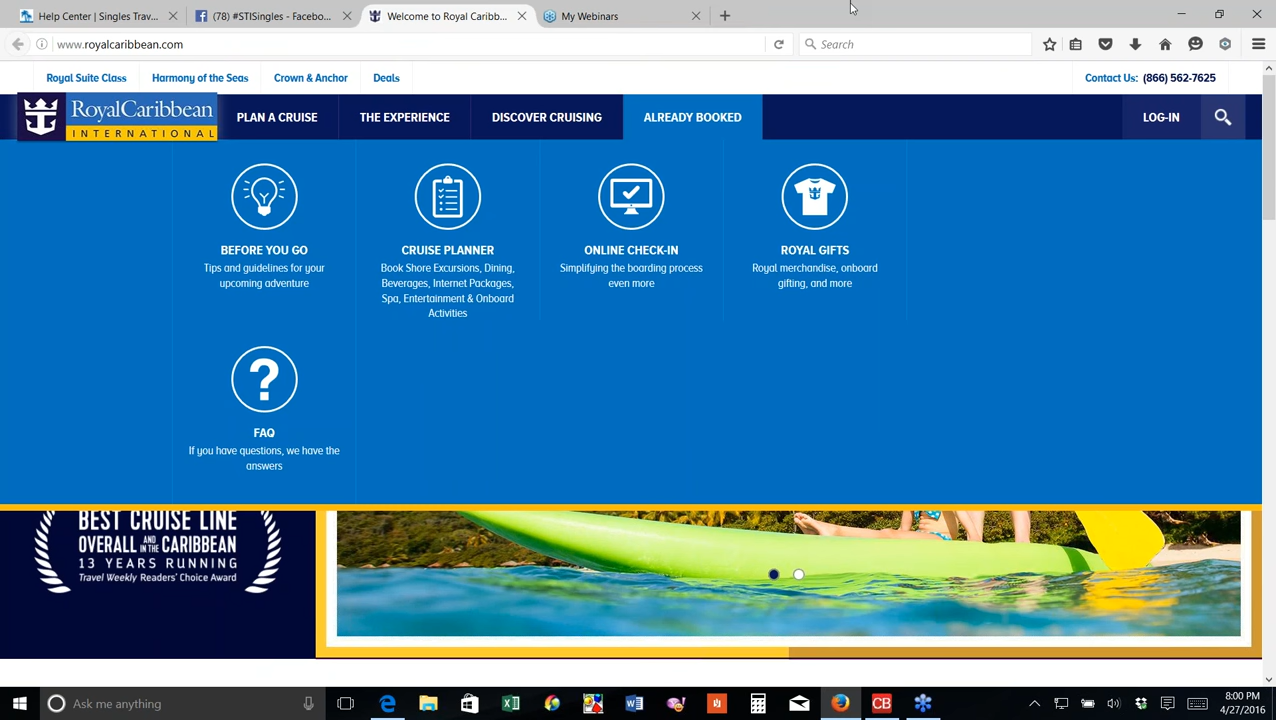 Help Center | Singles Trav...
(78) #STISingles - Facebo...
Welcome to Royal Caribb...
My Webinars
www.royalcaribbean.com
Search
Royal Suite Class
Harmony of the Seas
Crown & Anchor
Deals
Contact Us: (866) 562-7625
RoyalCaribbean
INTERNATIONAL
PLAN A CRUISE
THE EXPERIENCE
DISCOVER CRUISING
ALREADY BOOKED
LOG-IN
BEFORE YOU GO
Tips and guidelines for your
upcoming adventure
CRUISE PLANNER
Book Shore Excursions, Dining,
Beverages, Internet Packages,
Spa, Entertainment & Onboard
Activities
ONLINE CHECK-IN
Simplifying the boarding process
even more
ROYAL GIFTS
Royal merchandise, onboard
gifting, and more
?
FAQ
If you have questions, we have the
answers
BEST CRUISE LINE
OVERALL AND IN THE CARIBBEAN
13 YEARS RUNNING
Travel Weekly Readers' Choice Award
Ask me anything
CB
8:00 PM
4/27/2016